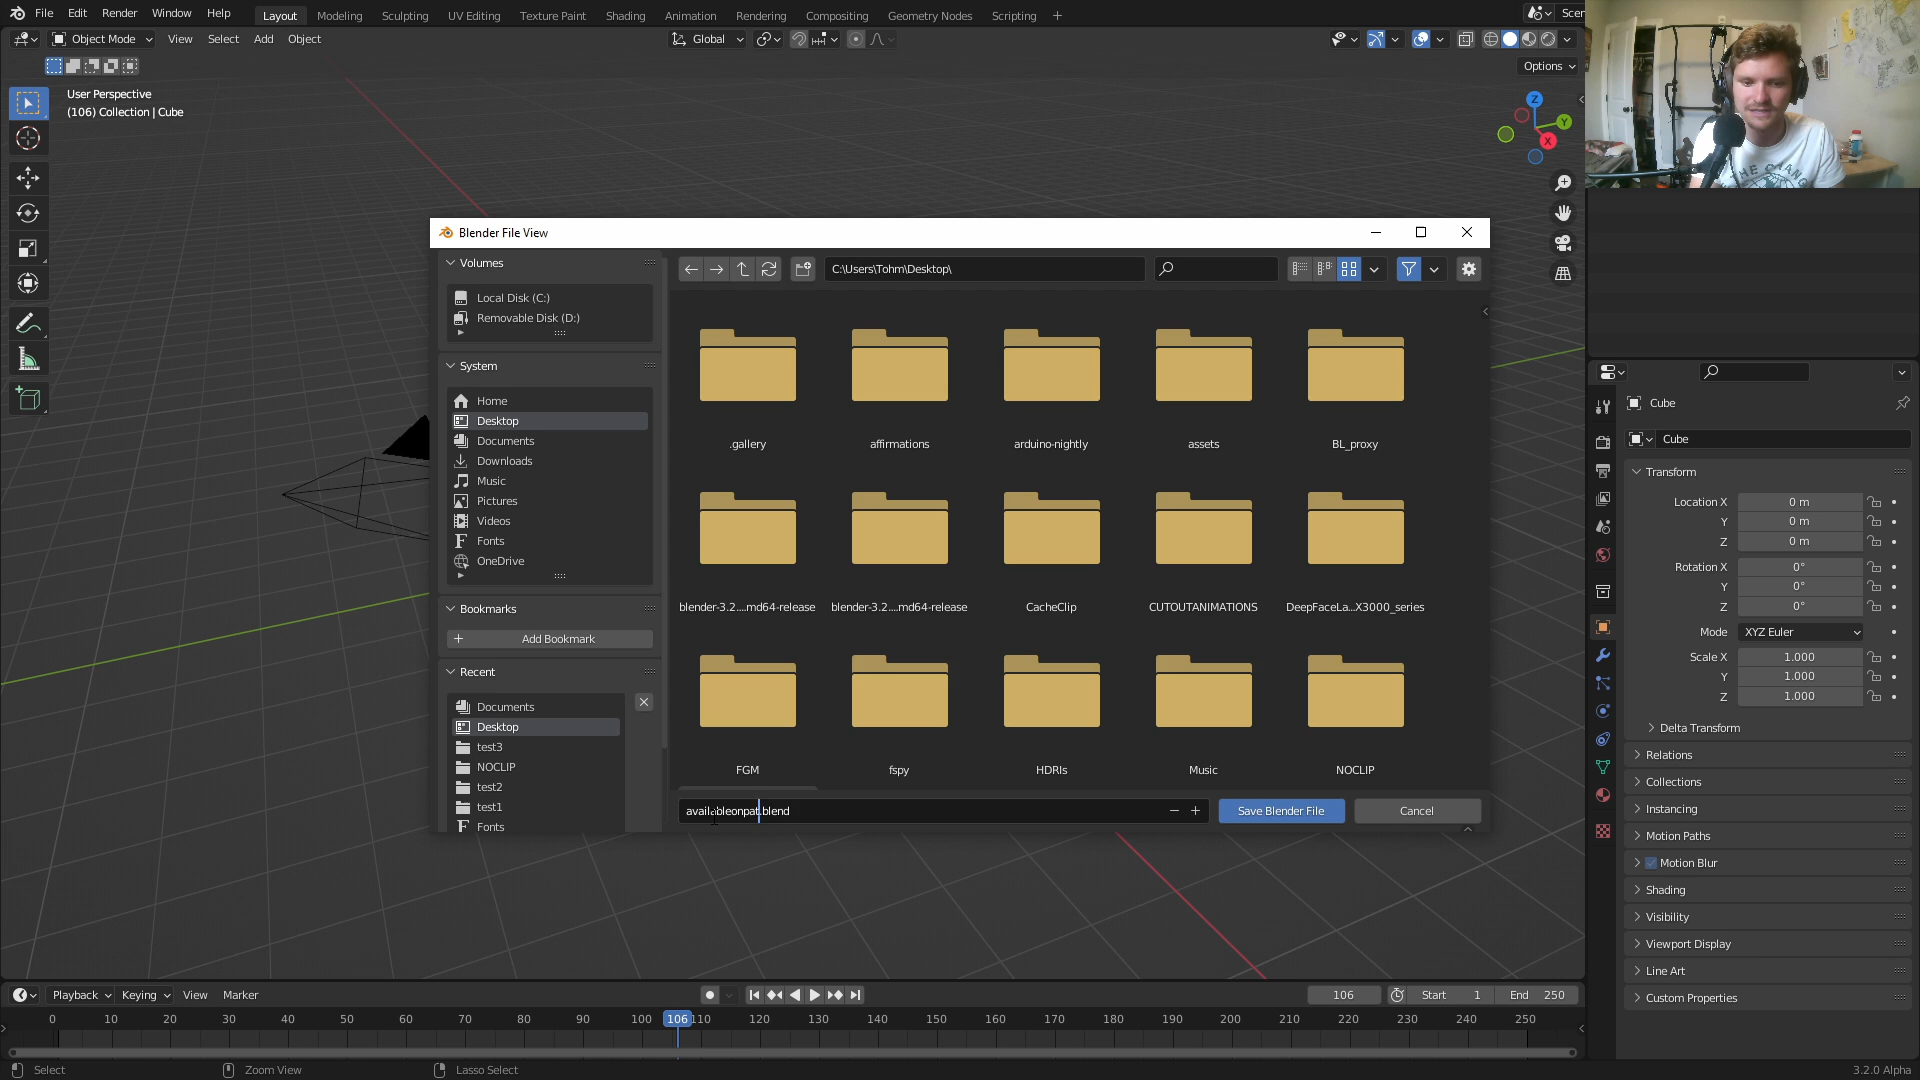 File Edit Render Window Help Layout Modeling Sculpting UV Editing Texture Paint Shading Animation Rendering Compositing Geometry Nodes Scripting + Scen
Object Mode View Select Add Object Global
Options
User Perspective
(106) Collection | Cube
Z
Y
X
THE CHAN
Blender File View
Volumes
C:\Users\Tohm\Desktop\
Local Disk (C:)
Removable Disk (D:)
System
Home
Desktop
Documents
Downloads
Music
Pictures
Videos
Fonts
OneDrive
Bookmarks
Add Bookmark
Recent
Documents
Desktop
test3
NOCLIP
test2
test1
Fonts
.gallery affirmations arduino-nightly assets BL_proxy
blender-3.2....md64-release blender-3.2....md64-release CacheClip CUTOUTANIMATIONS DeepFaceLa...X3000_series
FGM fspy HDRIs Music NOCLIP
availableonpat.blend
Save Blender File Cancel
Cube
Cube
Transform
Location X 0 m
Y 0 m
Z 0 m
Rotation X 0°
Y 0°
Z 0°
Mode XYZ Euler
Scale X 1.000
Y 1.000
Z 1.000
Delta Transform
Relations
Collections
Instancing
Motion Paths
Motion Blur
Shading
Visibility
Viewport Display
Line Art
Custom Properties
Playback Keying View Marker 106 Start 1 End 250
0 10 20 30 40 50 60 70 80 90 100 106 110 120 130 140 150 160 170 180 190 200 210 220 230 240 250
Select Zoom View Lasso Select 3.2.0 Alpha